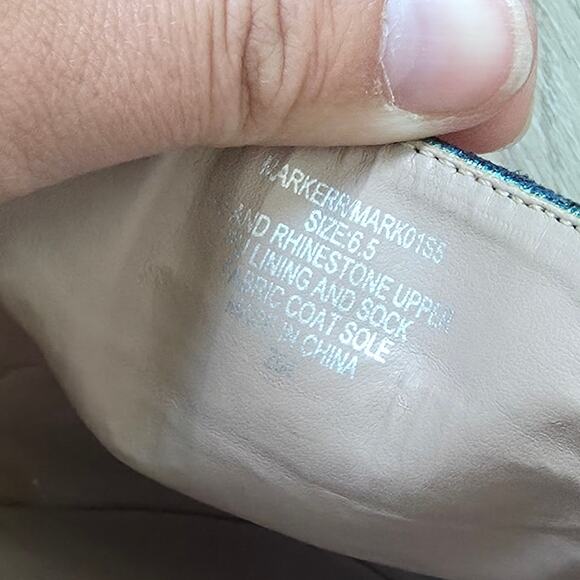 MARKERR/MARK01S5
SIZE:6.5
AND RHINESTONE UPPER
LINING AND SOCK
FABRIC COAT SOLE
MADE IN CHINA